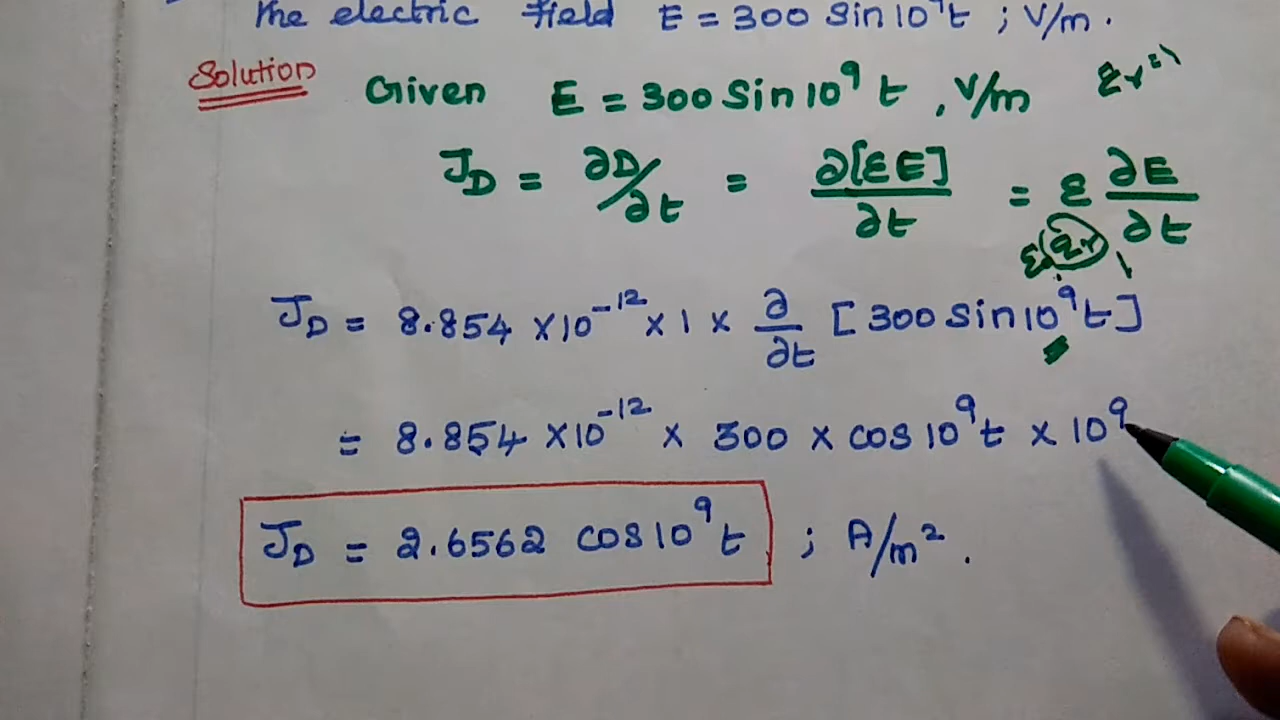 the electric field E = 300 Sin 10⁹t ; V/m.
Solution
Given E = 300 Sin 10⁹ t , V/m εr=1
J_D = ∂D/∂t = ∂[εE]/∂t = ε ∂E/∂t
ε₀ εr
J_D = 8.854 ×10⁻¹² × 1 × ∂/∂t [300 Sin 10⁹t]
= 8.854 ×10⁻¹² × 300 × cos 10⁹t × 10⁹
J_D = 2.6562 cos 10⁹t ; A/m².